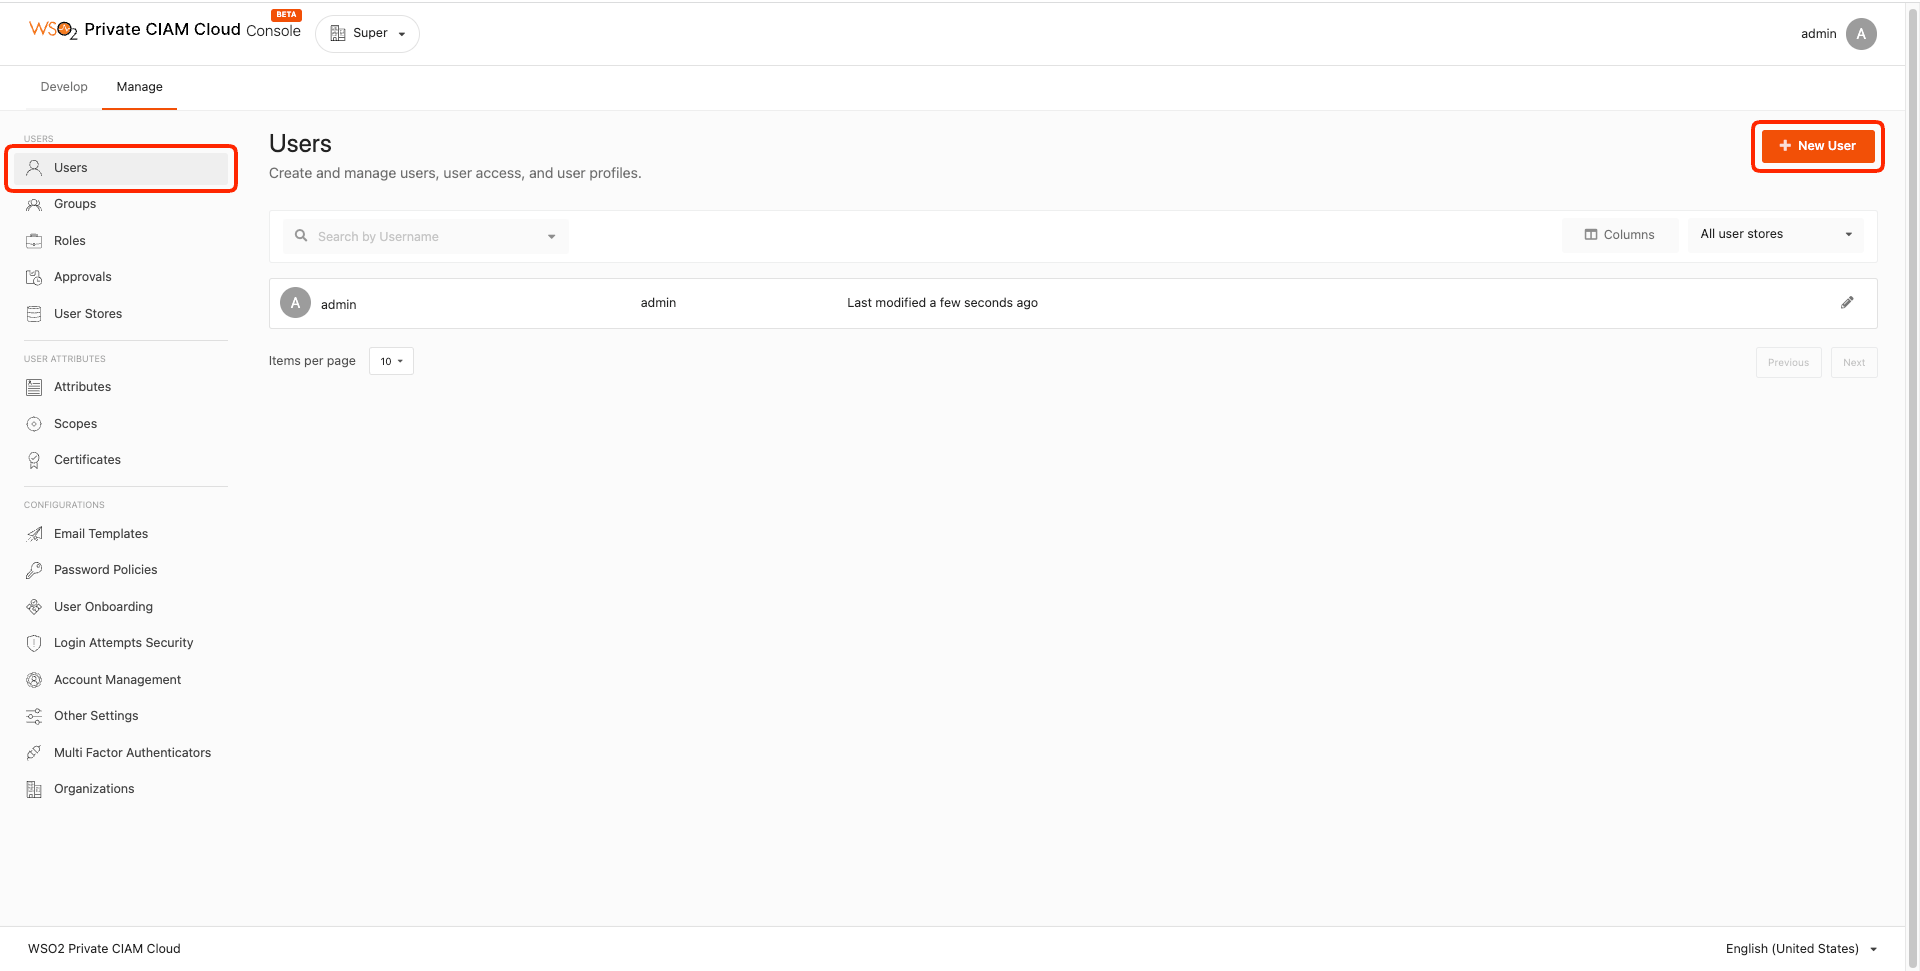 BETA
WSO2 Private CIAM Cloud Console
Super
admin
A
Develop
Manage
USERS
Users
Groups
Roles
Approvals
User Stores
USER ATTRIBUTES
Attributes
Scopes
Certificates
CONFIGURATIONS
Email Templates
Password Policies
User Onboarding
Login Attempts Security
Account Management
Other Settings
Multi Factor Authenticators
Organizations
Users
Create and manage users, user access, and user profiles.
New User
Search by Username
Columns
All user stores
A admin admin Last modified a few seconds ago
Items per page 10
Previous Next
WSO2 Private CIAM Cloud
English (United States)